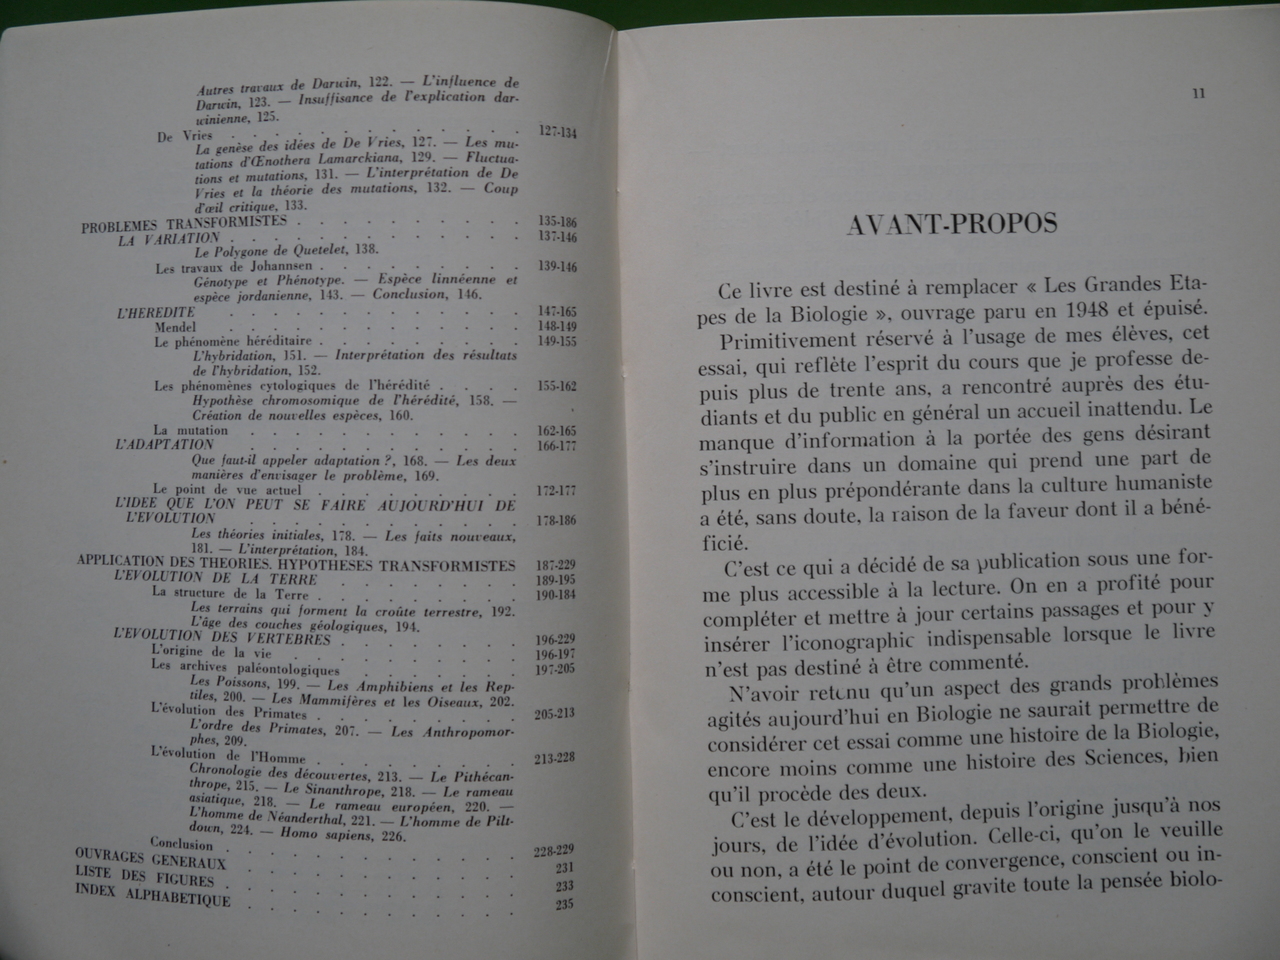 Autres travaux de Darwin, 122. — L'influence de
Darwin, 123. — Insuffisance de l'explication dar-
winienne, 125.
De Vries . . . . . . . . . . . . 127-134
La genèse des idées de De Vries, 127. — Les mu-
tations d'Œnothera Lamarckiana, 129. — Fluctua-
tions et mutations, 131. — L'interprétation de De
Vries et la théorie des mutations, 132. — Coup
d'œil critique, 133.
PROBLEMES TRANSFORMISTES . . . . . . . . . . 135-186
LA VARIATION . . . . . . . . . . . . 137-146
Le Polygone de Quetelet, 138.
Les travaux de Johannsen . . . . . . . . . 139-146
Génotype et Phénotype. — Espèce linnéenne et
espèce jordanienne, 143. — Conclusion, 146.
L'HEREDITE . . . . . . . . . . . . 147-165
Mendel . . . . . . . . . . . . 148-149
Le phénomène héréditaire . . . . . . . . . 149-155
L'hybridation, 151. — Interprétation des résultats
de l'hybridation, 152.
Les phénomènes cytologiques de l'hérédité . . . . 155-162
Hypothèse chromosomique de l'hérédité, 158. —
Création de nouvelles espèces, 160.
La mutation . . . . . . . . . . . . 162-165
L'ADAPTATION . . . . . . . . . . . . 166-177
Que faut-il appeler adaptation ?, 168. — Les deux
manières d'envisager le problème, 169.
Le point de vue actuel . . . . . . . . . 172-177
L'IDEE QUE L'ON PEUT SE FAIRE AUJOURD'HUI DE
L'EVOLUTION . . . . . . . . . . . . 178-186
Les théories initiales, 178. — Les faits nouveaux,
181. — L'interprétation, 184.
APPLICATION DES THEORIES. HYPOTHESES TRANSFORMISTES 187-229
L'EVOLUTION DE LA TERRE . . . . . . . . 189-195
La structure de la Terre . . . . . . . . . 190-184
Les terrains qui forment la croûte terrestre, 192.
L'âge des couches géologiques, 194.
L'EVOLUTION DES VERTEBRES . . . . . . . . 196-229
L'origine de la vie . . . . . . . . . . 196-197
Les archives paléontologiques . . . . . . . 197-205
Les Poissons, 199. — Les Amphibiens et les Rep-
tiles, 200. — Les Mammifères et les Oiseaux, 202.
L'évolution des Primates . . . . . . . . . 205-213
L'ordre des Primates, 207. — Les Anthropomor-
phes, 209.
L'évolution de l'Homme . . . . . . . . . 213-228
Chronologie des découvertes, 213. — Le Pithécan-
thrope, 215. — Le Sinanthrope, 218. — Le rameau
asiatique, 218. — Le rameau européen, 220. —
L'homme de Néanderthal, 221. — L'homme de Pilt-
down, 224. — Homo sapiens, 226.
Conclusion . . . . . . . . . . . . 228-229
OUVRAGES GENERAUX . . . . . . . . . . . . 231
LISTE DES FIGURES . . . . . . . . . . . . 233
INDEX ALPHABETIQUE . . . . . . . . . . . . 235
11
AVANT-PROPOS
Ce livre est destiné à remplacer « Les Grandes Eta-
pes de la Biologie », ouvrage paru en 1948 et épuisé.
Primitivement réservé à l'usage de mes élèves, cet
essai, qui reflète l'esprit du cours que je professe de-
puis plus de trente ans, a rencontré auprès des étu-
diants et du public en général un accueil inattendu. Le
manque d'information à la portée des gens désirant
s'instruire dans un domaine qui prend une part de
plus en plus prépondérante dans la culture humaniste
a été, sans doute, la raison de la faveur dont il a béné-
ficié.
C'est ce qui a décidé de sa publication sous une for-
me plus accessible à la lecture. On en a profité pour
compléter et mettre à jour certains passages et pour y
insérer l'iconographie indispensable lorsque le livre
n'est pas destiné à être commenté.
N'avoir retenu qu'un aspect des grands problèmes
agités aujourd'hui en Biologie ne saurait permettre de
considérer cet essai comme une histoire de la Biologie,
encore moins comme une histoire des Sciences, bien
qu'il procède des deux.
C'est le développement, depuis l'origine jusqu'à nos
jours, de l'idée d'évolution. Celle-ci, qu'on le veuille
ou non, a été le point de convergence, conscient ou in-
conscient, autour duquel gravite toute la pensée biolo-